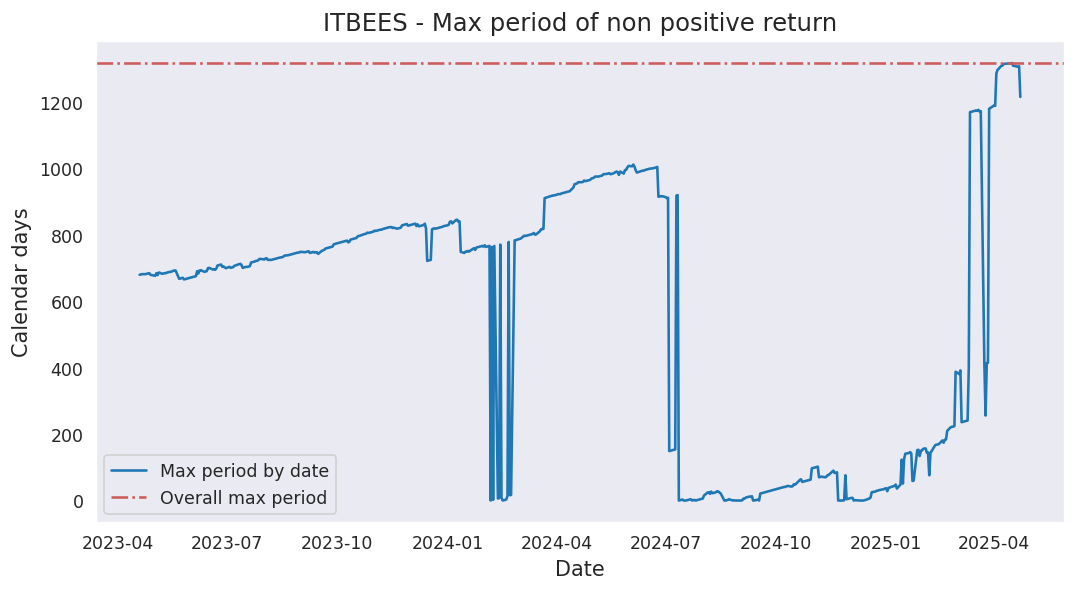 ITBEES - Max period of non positive return
Calendar days
1200
1000
800
600
400
200
0
Max period by date
Overall max period
2023-04 2023-07 2023-10 2024-01 2024-04 2024-07 2024-10 2025-01 2025-04
Date